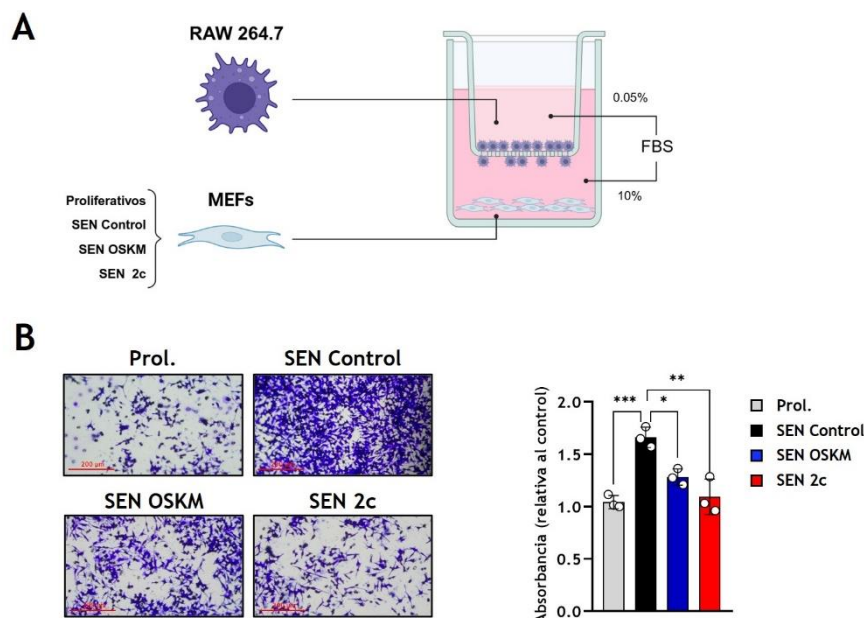 A
RAW 264.7
0.05%
FBS
10%
Proliferativos
SEN Control
SEN OSKM
SEN 2c
MEFs
B
Prol.
SEN Control
200 µm
SEN OSKM
SEN 2c
Absorbancia (relativa al control)
2.0
1.5
1.0
0.5
0.0
***
*
**
Prol.
SEN Control
SEN OSKM
SEN 2c